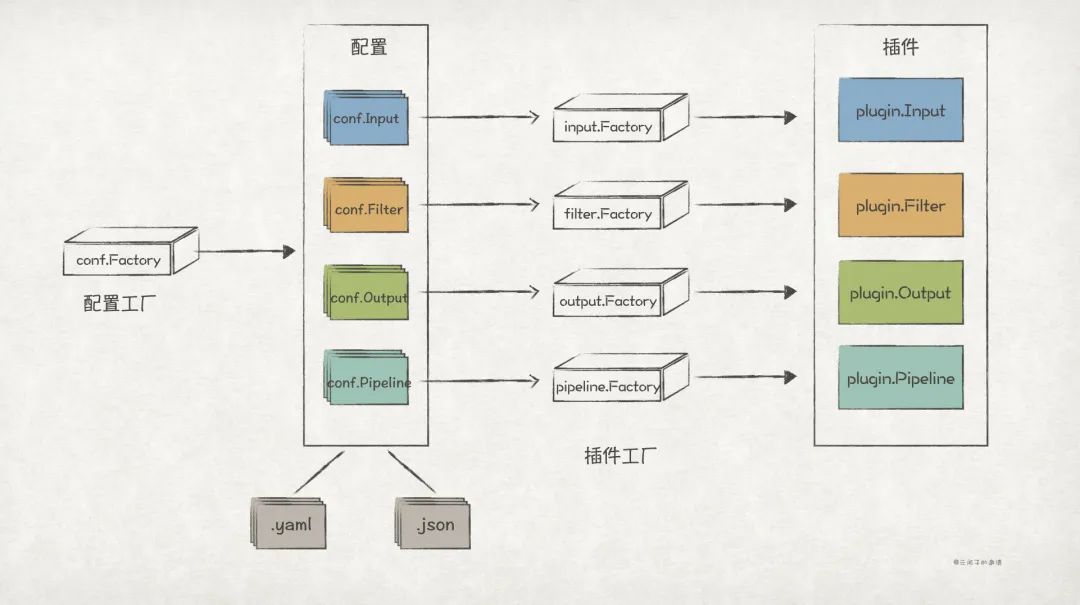 配置
插件
conf.Input
input.Factory
plugin.Input
conf.Filter
filter.Factory
plugin.Filter
conf.Factory
配置工厂
conf.Output
output.Factory
plugin.Output
conf.Pipeline
pipeline.Factory
plugin.Pipeline
插件工厂
.yaml
.json